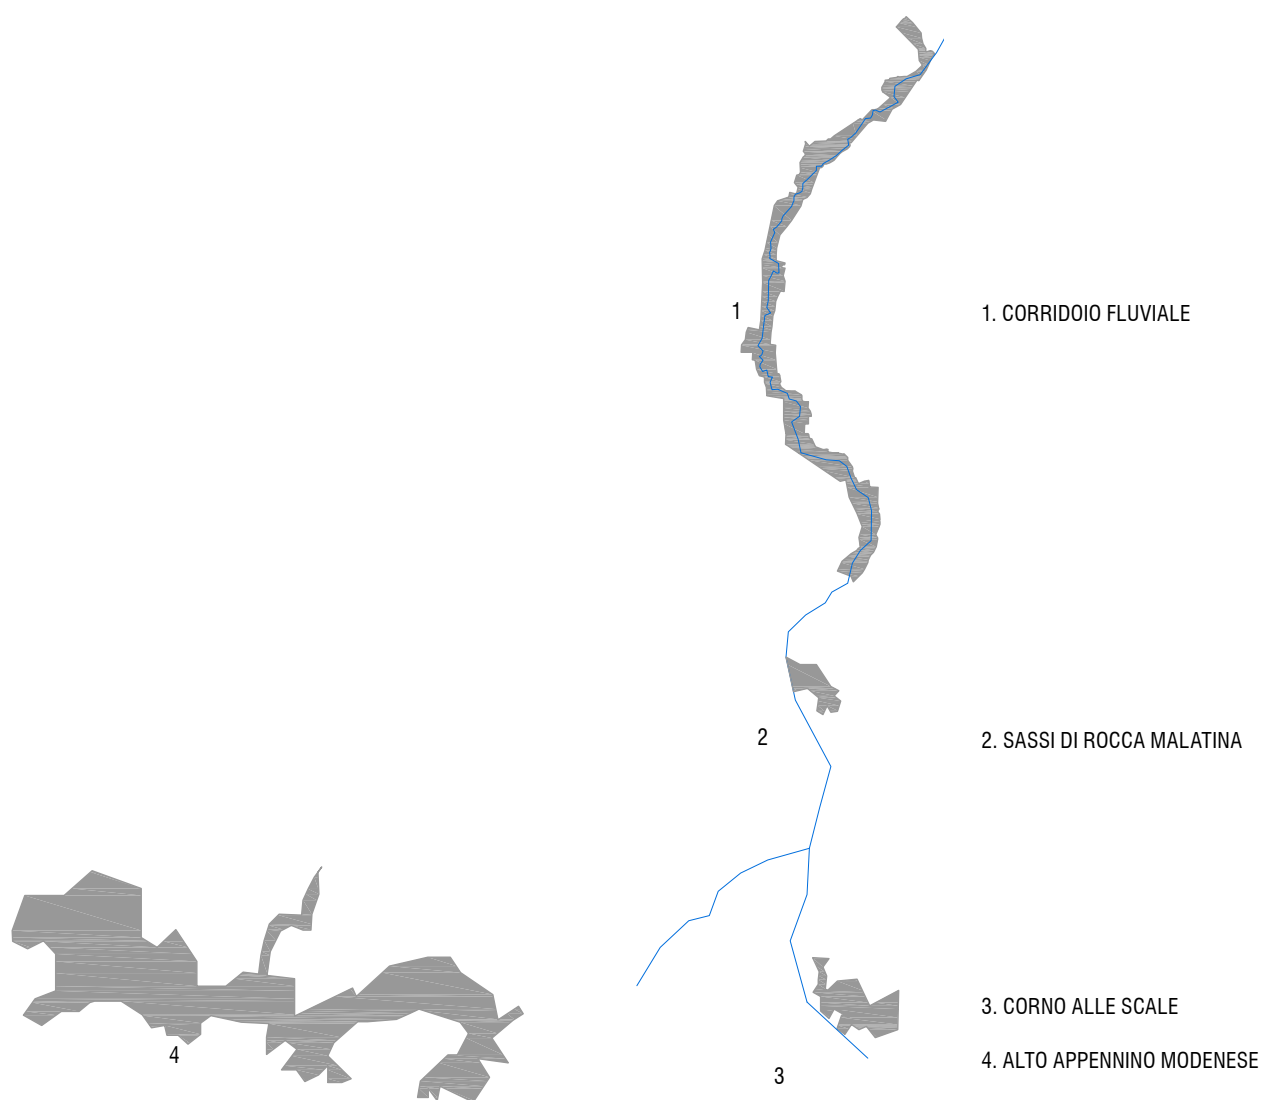 1
1. CORRIDOIO FLUVIALE
2
2. SASSI DI ROCCA MALATINA
3. CORNO ALLE SCALE
4
4. ALTO APPENNINO MODENESE
3